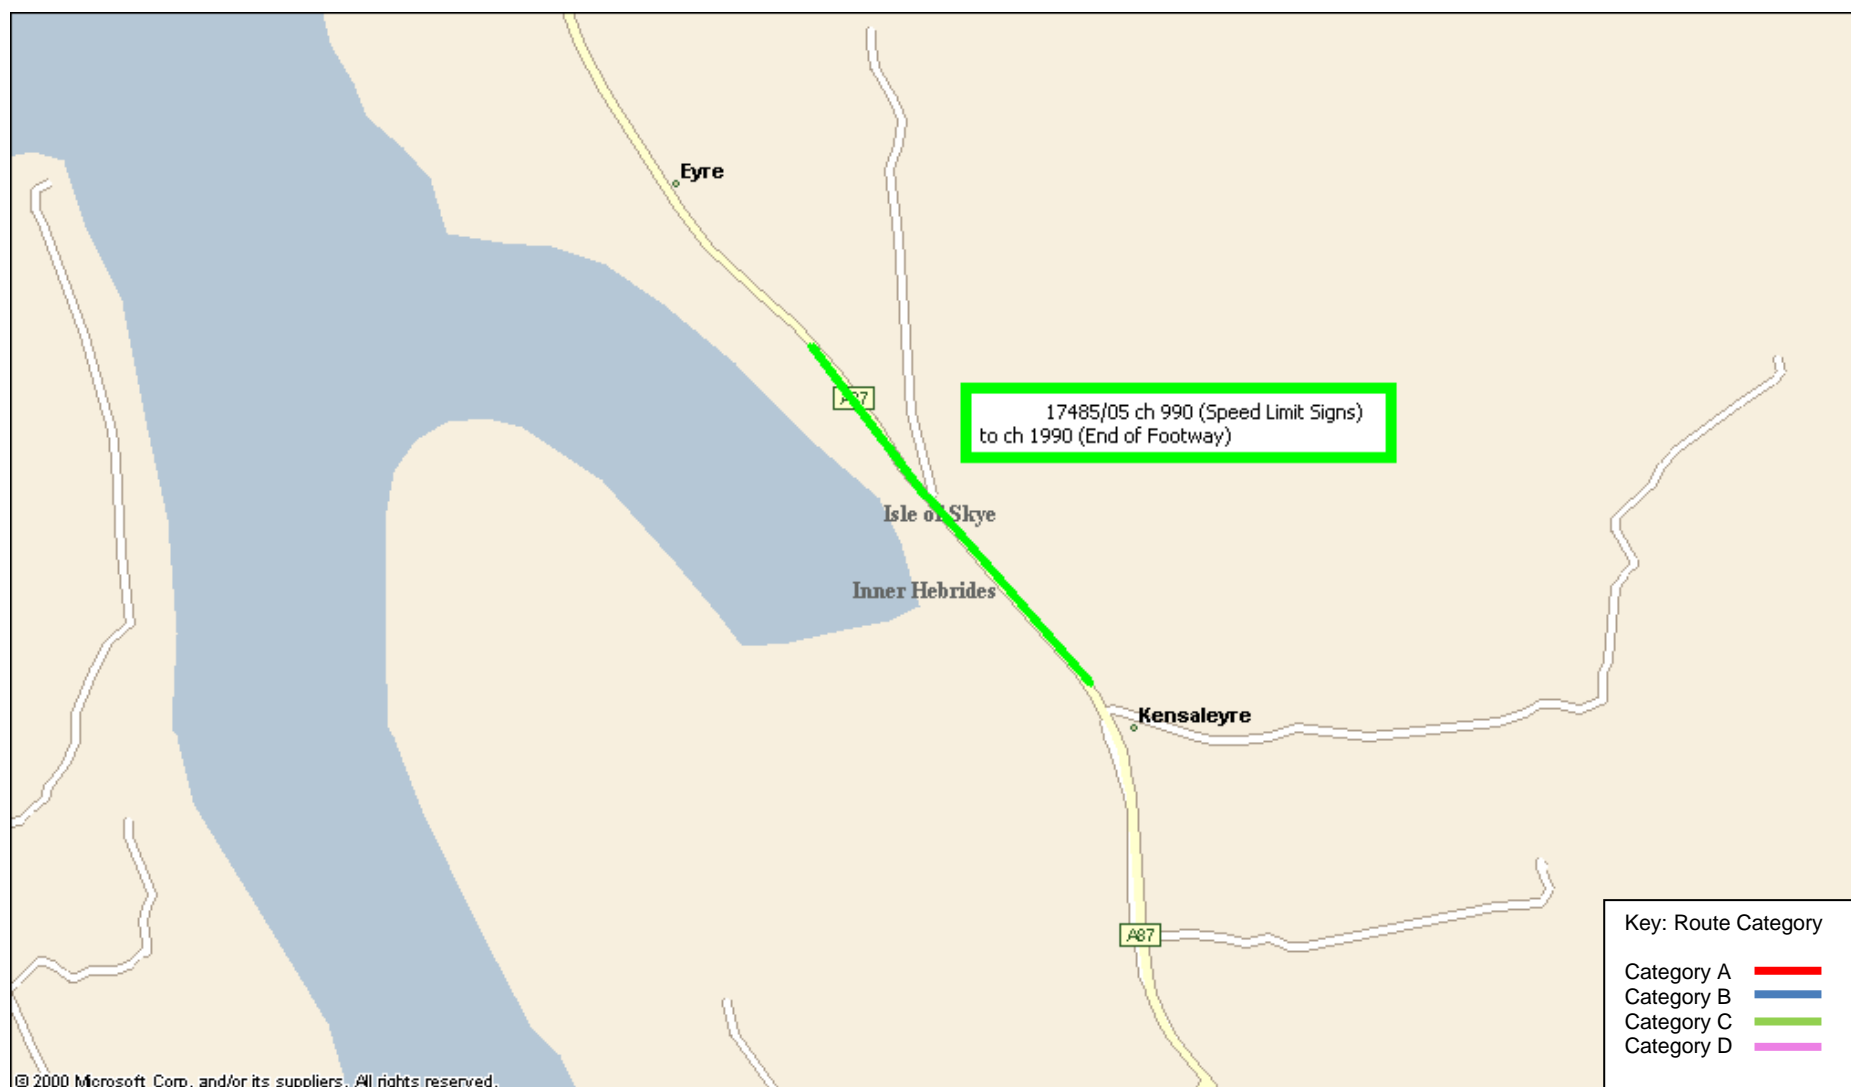 Eyre
A87
17485/05 ch 990 (Speed Limit Signs)
to ch 1990 (End of Footway)
Isle of Skye
Inner Hebrides
Kensaleyre
A87
Key: Route Category
Category A
Category B
Category C
Category D
© 2000 Microsoft Corp. and/or its suppliers. All rights reserved.